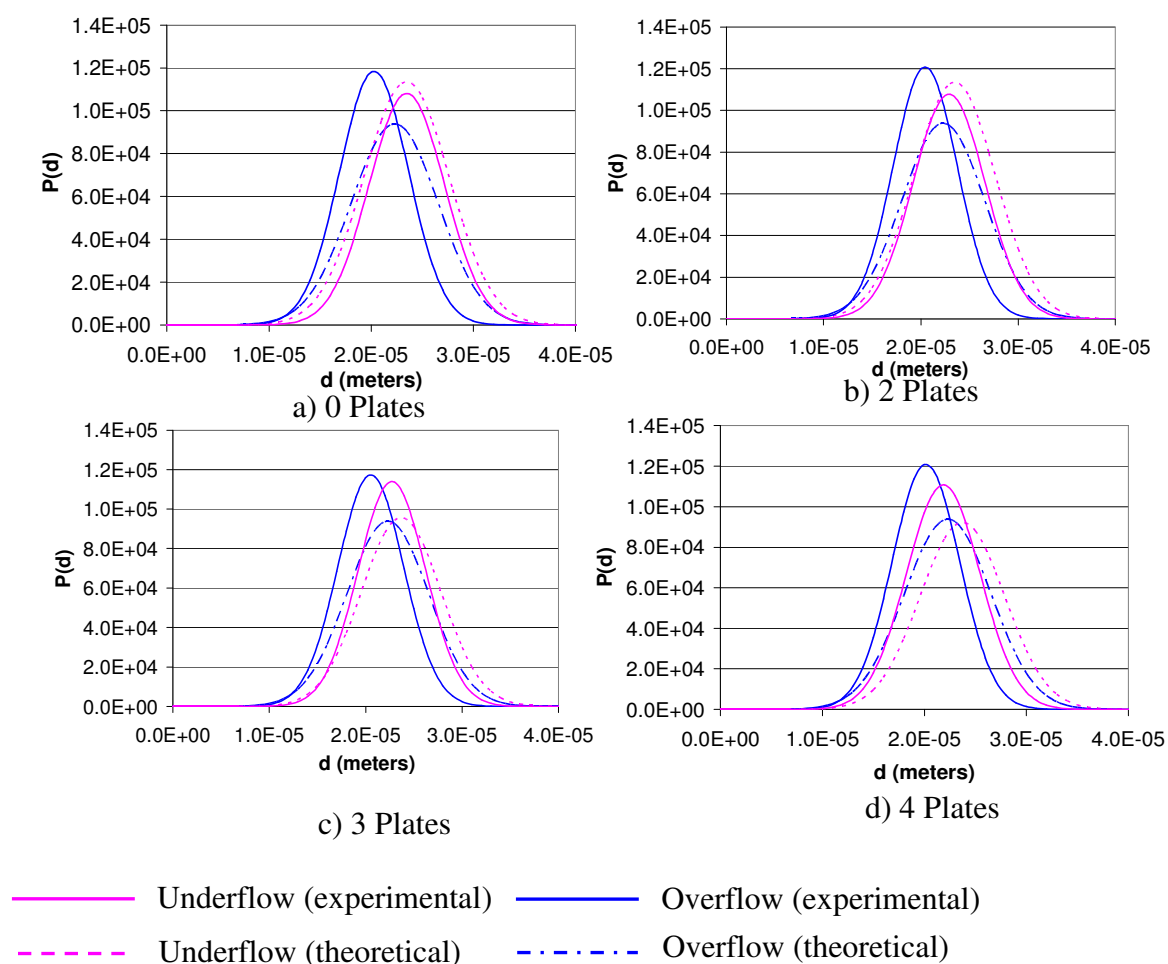 1.4E+05
1.2E+05
1.0E+05
8.0E+04
6.0E+04
4.0E+04
2.0E+04
0.0E+00
P(d)
0.0E+00 1.0E-05 2.0E-05 3.0E-05 4.0E-05
d (meters)
a) 0 Plates
1.4E+05
1.2E+05
1.0E+05
8.0E+04
6.0E+04
4.0E+04
2.0E+04
0.0E+00
P(d)
0.0E+00 1.0E-05 2.0E-05 3.0E-05 4.0E-05
d (meters)
b) 2 Plates
1.4E+05
1.2E+05
1.0E+05
8.0E+04
6.0E+04
4.0E+04
2.0E+04
0.0E+00
P(d)
0.0E+00 1.0E-05 2.0E-05 3.0E-05 4.0E-05
d (meters)
c) 3 Plates
1.4E+05
1.2E+05
1.0E+05
8.0E+04
6.0E+04
4.0E+04
2.0E+04
0.0E+00
P(d)
0.0E+00 1.0E-05 2.0E-05 3.0E-05 4.0E-05
d (meters)
d) 4 Plates
Underflow (experimental)
Overflow (experimental)
Underflow (theoretical)
Overflow (theoretical)